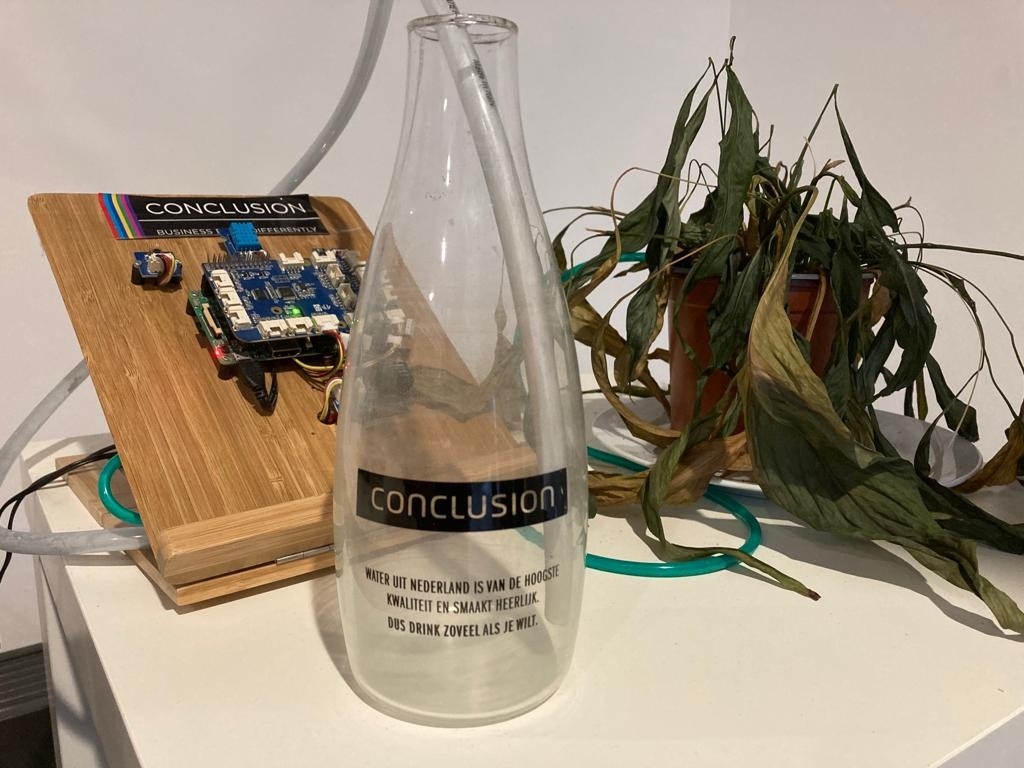 CONCLUSION
BUSINESS DIFFERENTLY
CONCLUSION
WATER UIT NEDERLAND IS VAN DE HOOGSTE
KWALITEIT EN SMAAKT HEERLIJK.
DUS DRINK ZOVEEL ALS JE WILT.